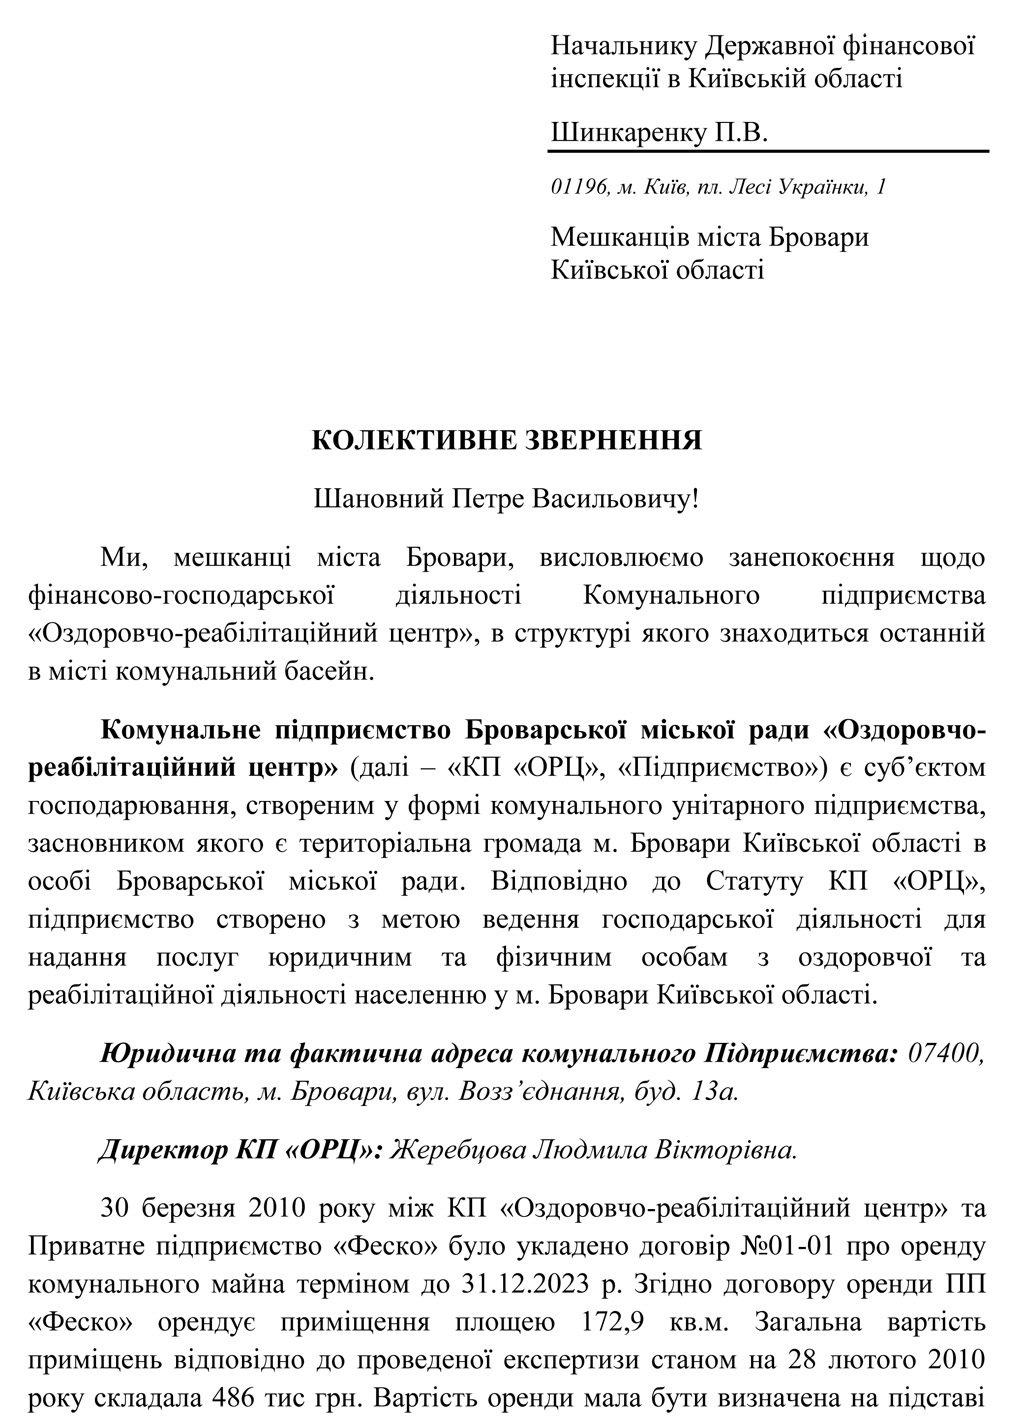 Начальнику Державної фінансової
інспекції в Київській області
Шинкаренку П.В.
01196, м. Київ, пл. Лесі Українки, 1
Мешканців міста Бровари
Київської області
КОЛЕКТИВНЕ ЗВЕРНЕННЯ
Шановний Петре Васильовичу!
Ми, мешканці міста Бровари, висловлюємо занепокоєння щодо
фінансово-господарської діяльності Комунального підприємства
«Оздоровчо-реабілітаційний центр», в структурі якого знаходиться останній
в місті комунальний басейн.
Комунальне підприємство Броварської міської ради «Оздоровчо-
реабілітаційний центр» (далі – «КП «ОРЦ», «Підприємство») є суб’єктом
господарювання, створеним у формі комунального унітарного підприємства,
засновником якого є територіальна громада м. Бровари Київської області в
особі Броварської міської ради. Відповідно до Статуту КП «ОРЦ»,
підприємство створено з метою ведення господарської діяльності для
надання послуг юридичним та фізичним особам з оздоровчої та
реабілітаційної діяльності населенню у м. Бровари Київської області.
Юридична та фактична адреса комунального Підприємства: 07400,
Київська область, м. Бровари, вул. Возз’єднання, буд. 13а.
Директор КП «ОРЦ»: Жеребцова Людмила Вікторівна.
30 березня 2010 року між КП «Оздоровчо-реабілітаційний центр» та
Приватне підприємство «Феско» було укладено договір №01-01 про оренду
комунального майна терміном до 31.12.2023 р. Згідно договору оренди ПП
«Феско» орендує приміщення площею 172,9 кв.м. Загальна вартість
приміщень відповідно до проведеної експертизи станом на 28 лютого 2010
року складала 486 тис грн. Вартість оренди мала бути визначена на підставі